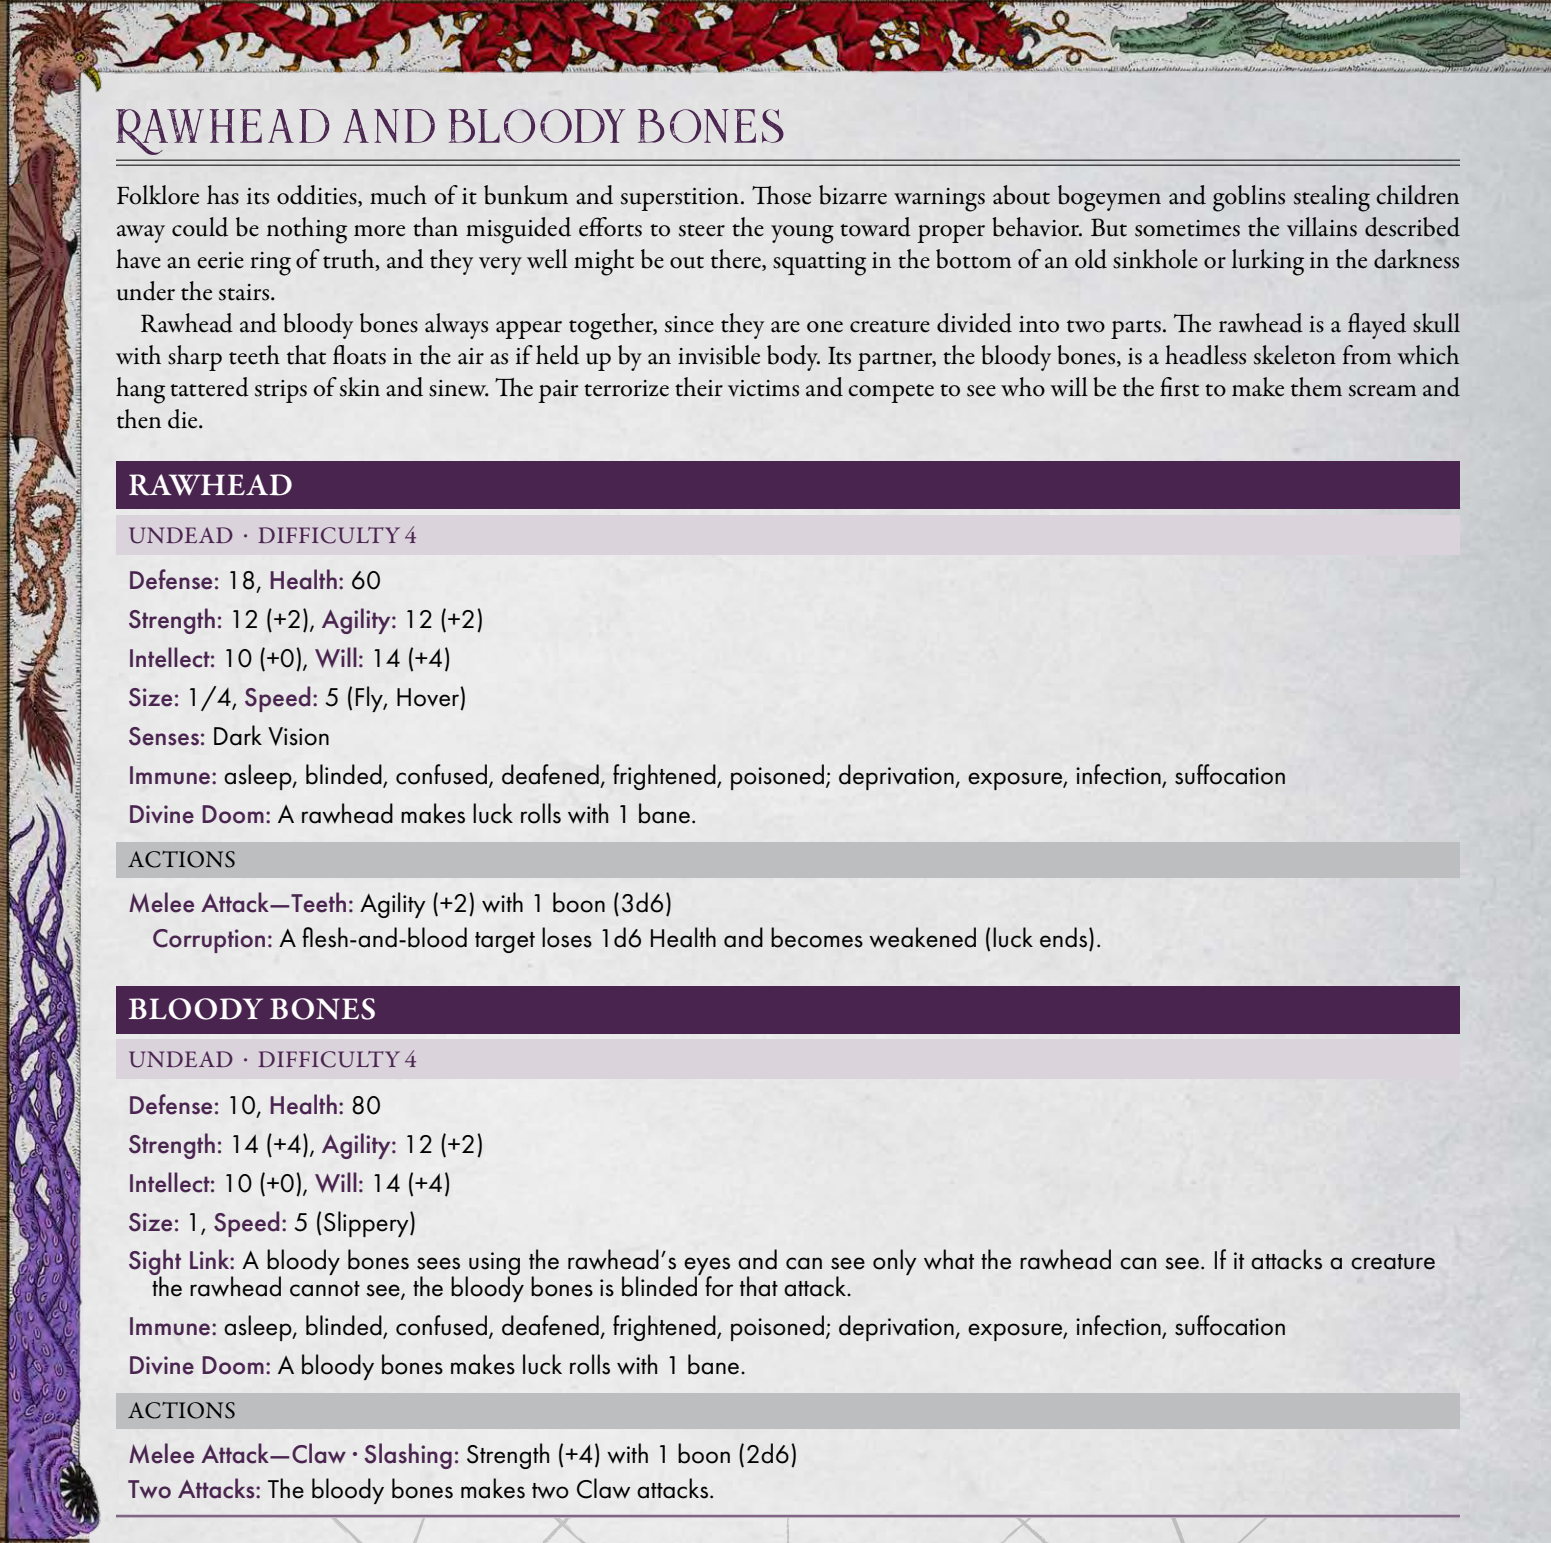 RAWHEAD AND BLOODY BONES
Folklore has its oddities, much of it bunkum and superstition. Those bizarre warnings about bogeymen and goblins stealing children
away could be nothing more than misguided efforts to steer the young toward proper behavior. But sometimes the villains described
have an eerie ring of truth, and they very well might be out there, squatting in the bottom of an old sinkhole or lurking in the darkness
under the stairs.
Rawhead and bloody bones always appear together, since they are one creature divided into two parts. The rawhead is a flayed skull
with sharp teeth that floats in the air as if held up by an invisible body. Its partner, the bloody bones, is a headless skeleton from which
hang tattered strips of skin and sinew. The pair terrorize their victims and compete to see who will be the first to make them scream and
then die.
RAWHEAD
UNDEAD · DIFFICULTY 4
Defense: 18, Health: 60
Strength: 12 (+2), Agility: 12 (+2)
Intellect: 10 (+0), Will: 14 (+4)
Size: 1/4, Speed: 5 (Fly, Hover)
Senses: Dark Vision
Immune: asleep, blinded, confused, deafened, frightened, poisoned; deprivation, exposure, infection, suffocation
Divine Doom: A rawhead makes luck rolls with 1 bane.
ACTIONS
Melee Attack—Teeth: Agility (+2) with 1 boon (3d6)
Corruption: A flesh-and-blood target loses 1d6 Health and becomes weakened (luck ends).
BLOODY BONES
UNDEAD · DIFFICULTY 4
Defense: 10, Health: 80
Strength: 14 (+4), Agility: 12 (+2)
Intellect: 10 (+0), Will: 14 (+4)
Size: 1, Speed: 5 (Slippery)
Sight Link: A bloody bones sees using the rawhead's eyes and can see only what the rawhead can see. If it attacks a creature
the rawhead cannot see, the bloody bones is blinded for that attack.
Immune: asleep, blinded, confused, deafened, frightened, poisoned; deprivation, exposure, infection, suffocation
Divine Doom: A bloody bones makes luck rolls with 1 bane.
ACTIONS
Melee Attack—Claw · Slashing: Strength (+4) with 1 boon (2d6)
Two Attacks: The bloody bones makes two Claw attacks.